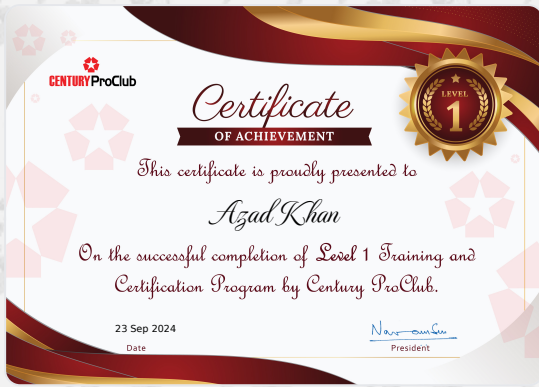 CENTURY ProClub
LEVEL
1
Certificate
OF ACHIEVEMENT
This certificate is proudly presented to
Azad Khan
On the successful completion of Level 1 Training and
Certification Program by Century ProClub.
23 Sep 2024
Date
President